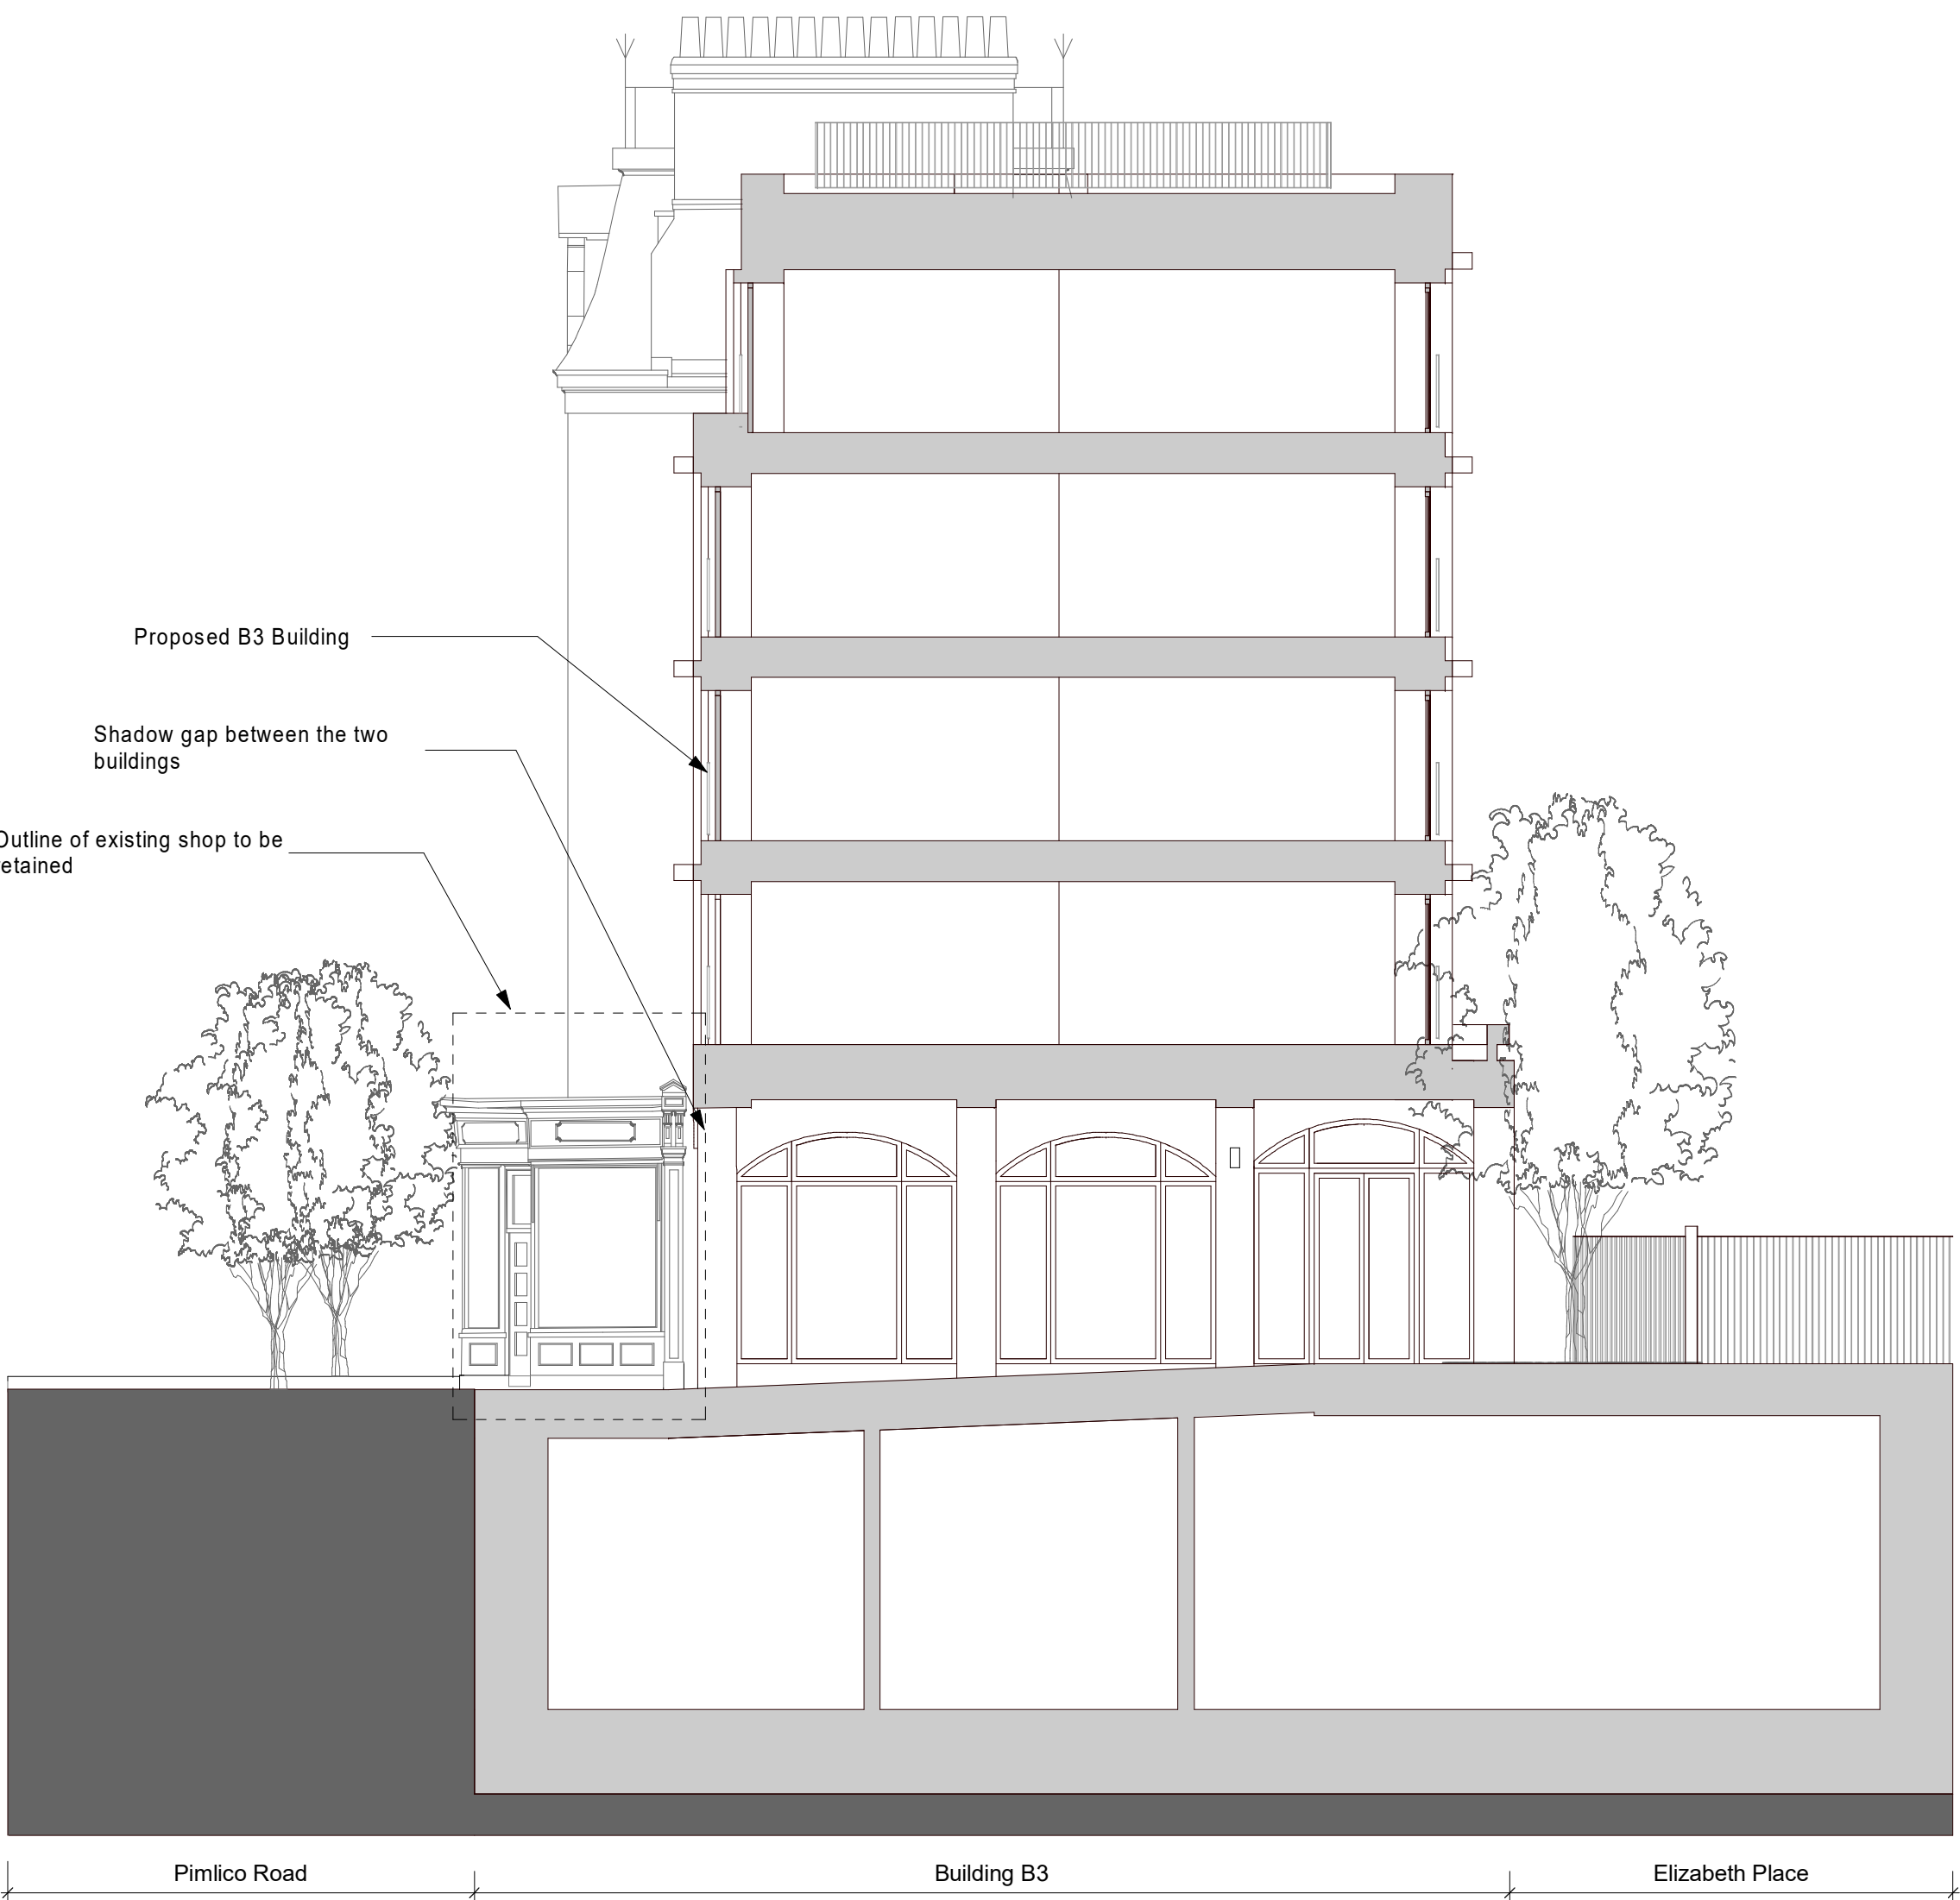 Proposed B3 Building
Shadow gap between the two
buildings
Outline of existing shop to be
etained
Pimlico Road
Building B3
Elizabeth Place